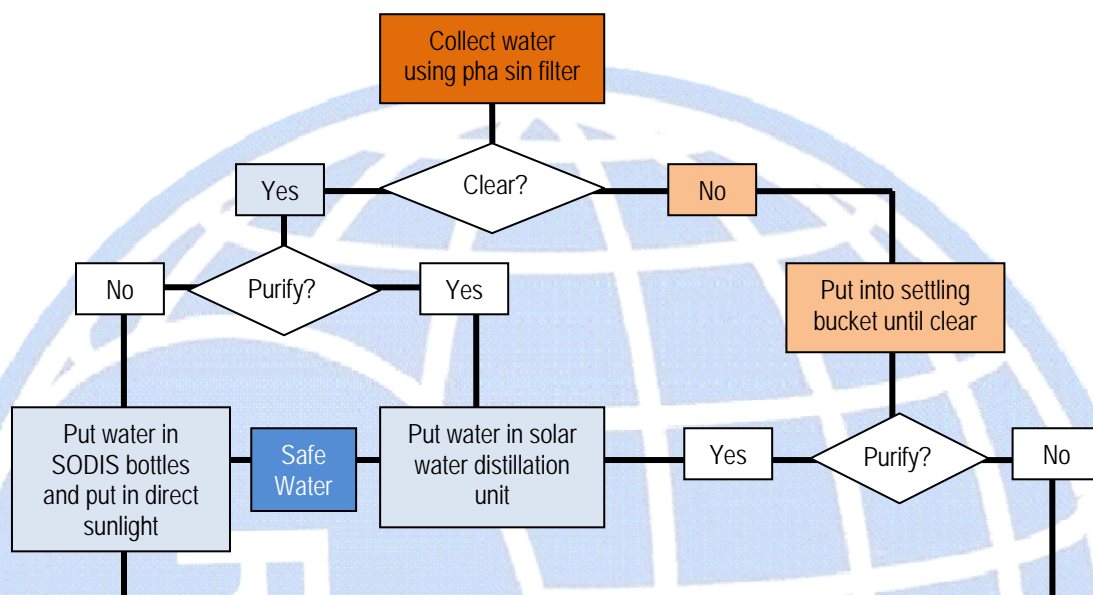 Collect water
using pha sin filter
Yes
Clear?
No
No
Purify?
Yes
Put into settling
bucket until clear
Put water in
SODIS bottles
and put in direct
sunlight
Safe
Water
Put water in solar
water distillation
unit
Yes
Purify?
No